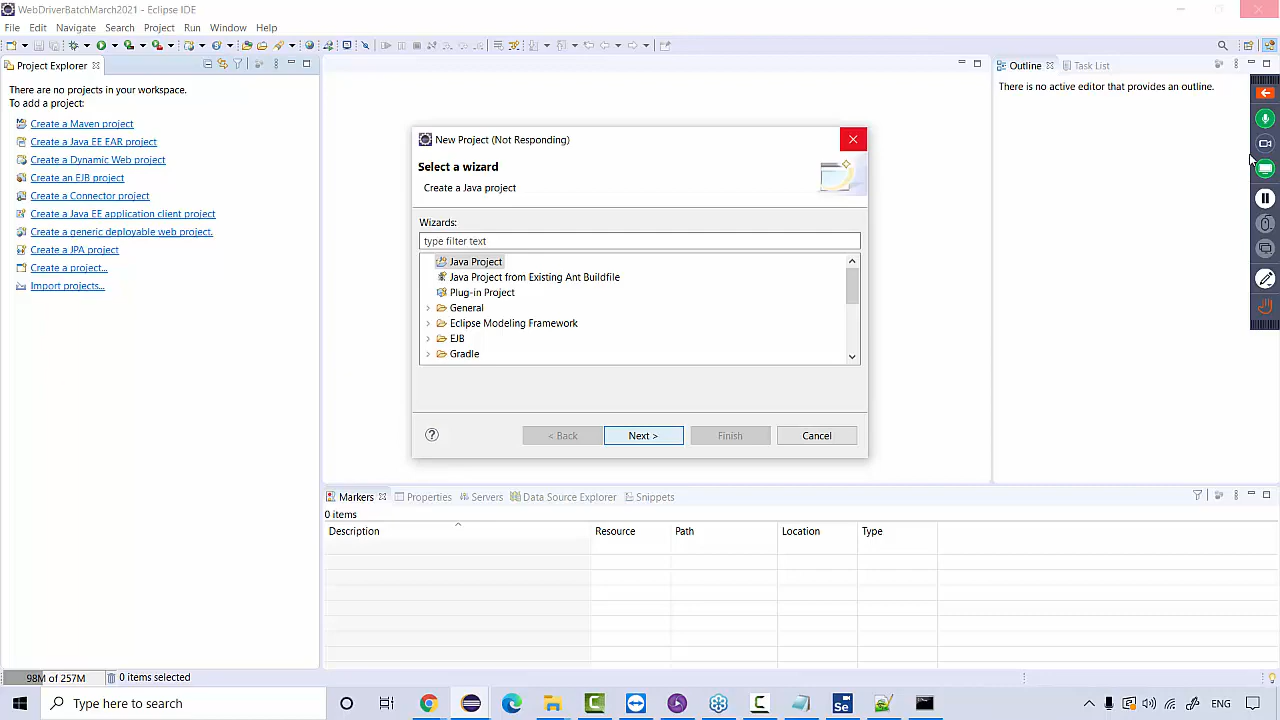 WebDriverBatchMarch2021 - Eclipse IDE
File Edit Navigate Search Project Run Window Help
Project Explorer
Outline Task List
There are no projects in your workspace.
To add a project:
Create a Maven project
Create a Java EE EAR project
Create a Dynamic Web project
Create an EJB project
Create a Connector project
Create a Java EE application client project
Create a generic deployable web project.
Create a JPA project
Create a project...
Import projects...
There is no active editor that provides an outline.
New Project (Not Responding)
Select a wizard
Create a Java project
Wizards:
type filter text
Java Project
Java Project from Existing Ant Buildfile
Plug-in Project
General
Eclipse Modeling Framework
EJB
Gradle
? < Back Next > Finish Cancel
Markers Properties Servers Data Source Explorer Snippets
0 items
Description Resource Path Location Type
98M of 257M 0 items selected
Type here to search
Se
ENG